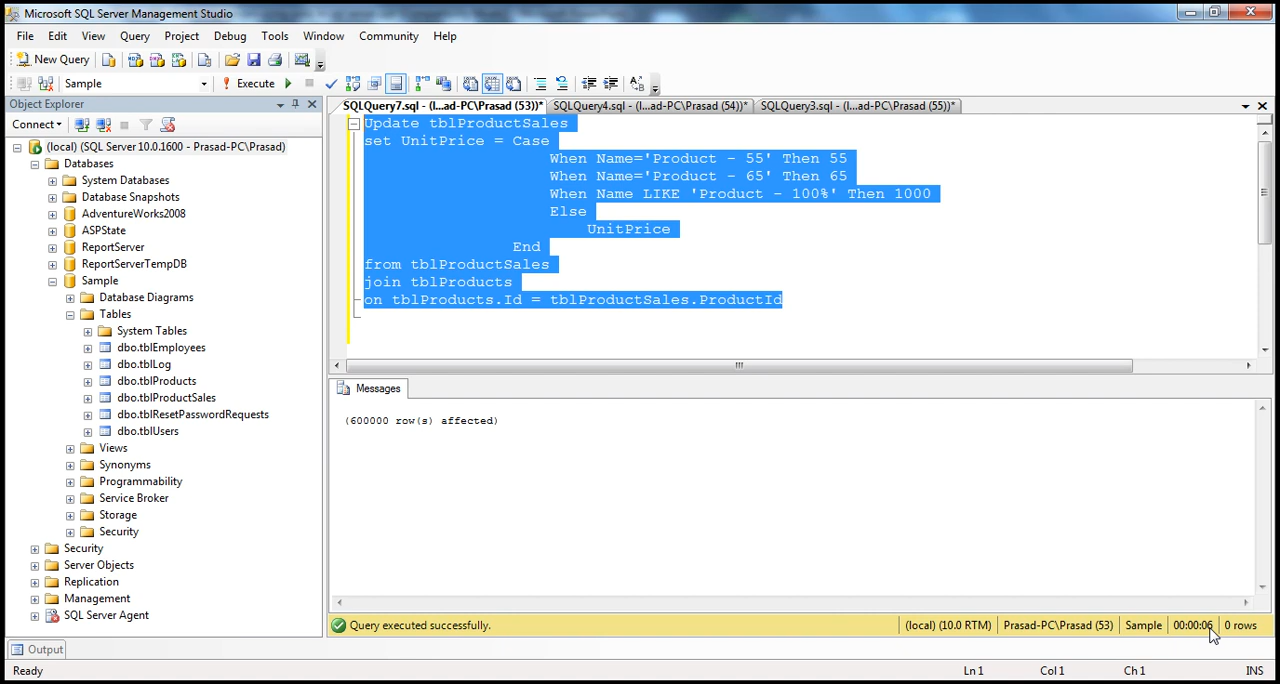 Microsoft SQL Server Management Studio
File Edit View Query Project Debug Tools Window Community Help
New Query
Sample Execute
Object Explorer
Connect
(local) (SQL Server 10.0.1600 - Prasad-PC\Prasad)
Databases
System Databases
Database Snapshots
AdventureWorks2008
ASPState
ReportServer
ReportServerTempDB
Sample
Database Diagrams
Tables
System Tables
dbo.tblEmployees
dbo.tblLog
dbo.tblProducts
dbo.tblProductSales
dbo.tblResetPasswordRequests
dbo.tblUsers
Views
Synonyms
Programmability
Service Broker
Storage
Security
Security
Server Objects
Replication
Management
SQL Server Agent
SQLQuery7.sql - (l...ad-PC\Prasad (53))* SQLQuery4.sql - (l...ad-PC\Prasad (54))* SQLQuery3.sql - (l...ad-PC\Prasad (55))*
Update tblProductSales
set UnitPrice = Case
When Name='Product - 55' Then 55
When Name='Product - 65' Then 65
When Name LIKE 'Product - 100%' Then 1000
Else
UnitPrice
End
from tblProductSales
join tblProducts
on tblProducts.Id = tblProductSales.ProductId
Messages
(600000 row(s) affected)
Query executed successfully. (local) (10.0 RTM) Prasad-PC\Prasad (53) Sample 00:00:06 0 rows
Output
Ready Ln 1 Col 1 Ch 1 INS